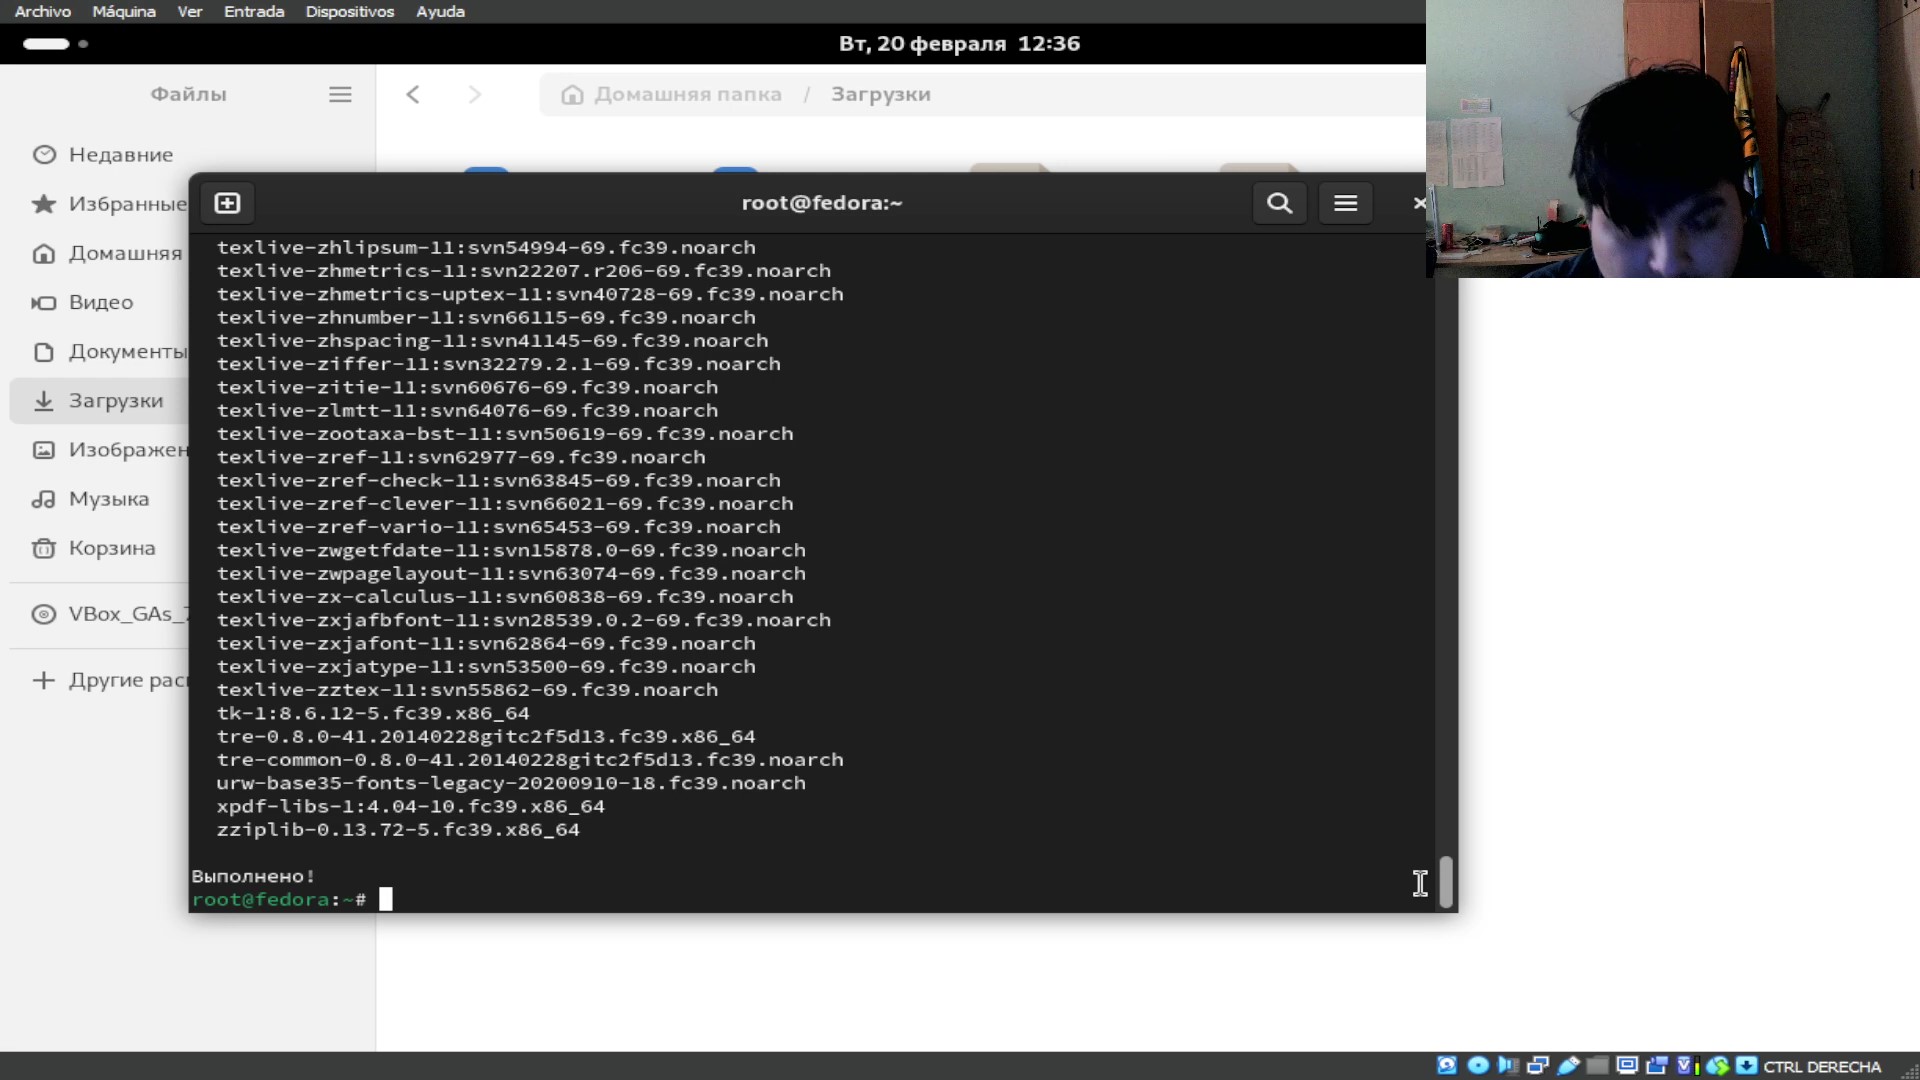 Archivo Máquina Ver Entrada Dispositivos Ayuda
Вт, 20 февраля 12:36
Файлы
Домашняя папка / Загрузки
Недавние
Избранные
Домашняя
Видео
Документы
Загрузки
Изображен
Музыка
Корзина
VBox_GAs_7
Другие рас
root@fedora:~
texlive-zhlipsum-11:svn54994-69.fc39.noarch
texlive-zhmetrics-11:svn22207.r206-69.fc39.noarch
texlive-zhmetrics-uptex-11:svn40728-69.fc39.noarch
texlive-zhnumber-11:svn66115-69.fc39.noarch
texlive-zhspacing-11:svn41145-69.fc39.noarch
texlive-ziffer-11:svn32279.2.1-69.fc39.noarch
texlive-zitie-11:svn60676-69.fc39.noarch
texlive-zlmtt-11:svn64076-69.fc39.noarch
texlive-zootaxa-bst-11:svn50619-69.fc39.noarch
texlive-zref-11:svn62977-69.fc39.noarch
texlive-zref-check-11:svn63845-69.fc39.noarch
texlive-zref-clever-11:svn66021-69.fc39.noarch
texlive-zref-vario-11:svn65453-69.fc39.noarch
texlive-zwgetfdate-11:svn15878.0-69.fc39.noarch
texlive-zwpagelayout-11:svn63074-69.fc39.noarch
texlive-zx-calculus-11:svn60838-69.fc39.noarch
texlive-zxjafbfont-11:svn28539.0.2-69.fc39.noarch
texlive-zxjafont-11:svn62864-69.fc39.noarch
texlive-zxjatype-11:svn53500-69.fc39.noarch
texlive-zztex-11:svn55862-69.fc39.noarch
tk-1:8.6.12-5.fc39.x86_64
tre-0.8.0-41.20140228gitc2f5d13.fc39.x86_64
tre-common-0.8.0-41.20140228gitc2f5d13.fc39.noarch
urw-base35-fonts-legacy-20200910-18.fc39.noarch
xpdf-libs-1:4.04-10.fc39.x86_64
zziplib-0.13.72-5.fc39.x86_64
Выполнено!
root@fedora:~#
CTRL DERECHA